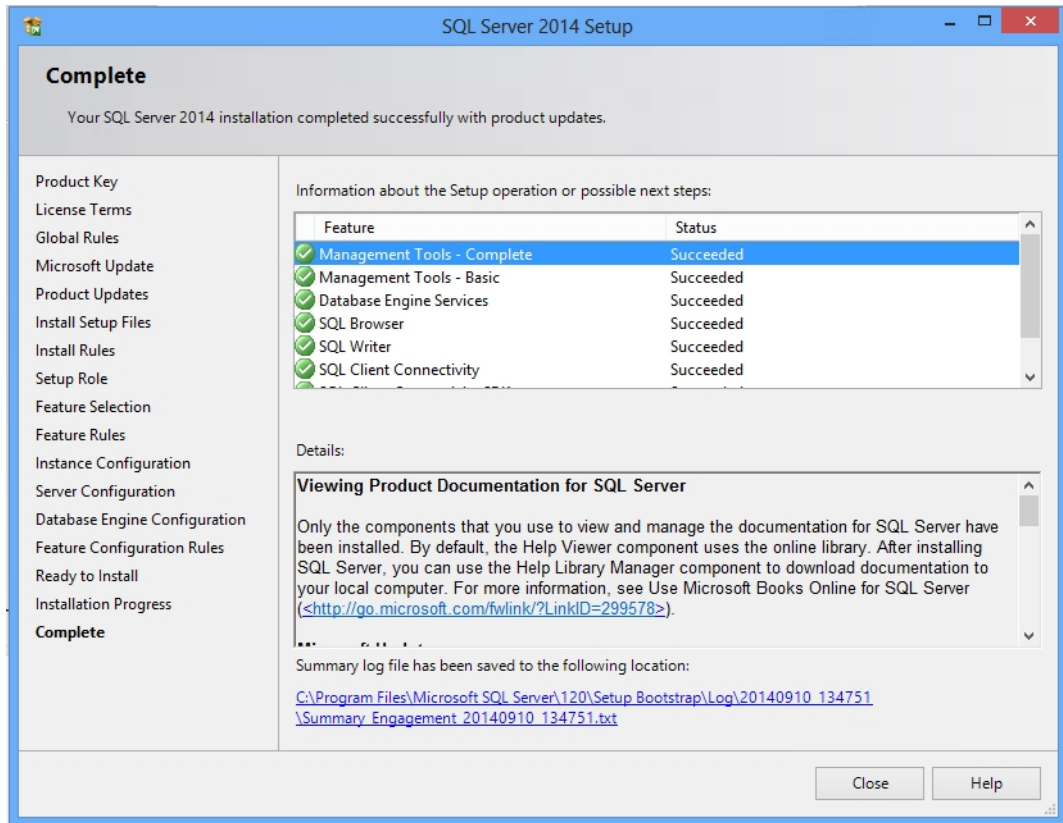 SQL Server 2014 Setup
Complete
Your SQL Server 2014 installation completed successfully with product updates.
Product Key
License Terms
Global Rules
Microsoft Update
Product Updates
Install Setup Files
Install Rules
Setup Role
Feature Selection
Feature Rules
Instance Configuration
Server Configuration
Database Engine Configuration
Feature Configuration Rules
Ready to Install
Installation Progress
Complete
Information about the Setup operation or possible next steps:
Feature Status
Management Tools - Complete Succeeded
Management Tools - Basic Succeeded
Database Engine Services Succeeded
SQL Browser Succeeded
SQL Writer Succeeded
SQL Client Connectivity Succeeded
Details:
Viewing Product Documentation for SQL Server
Only the components that you use to view and manage the documentation for SQL Server have
been installed. By default, the Help Viewer component uses the online library. After installing
SQL Server, you can use the Help Library Manager component to download documentation to
your local computer. For more information, see Use Microsoft Books Online for SQL Server
(<http://go.microsoft.com/fwlink/?LinkID=299578>).
Summary log file has been saved to the following location:
C:\Program Files\Microsoft SQL Server\120\Setup Bootstrap\Log\20140910_134751
\Summary_Engagement_20140910_134751.txt
Close Help